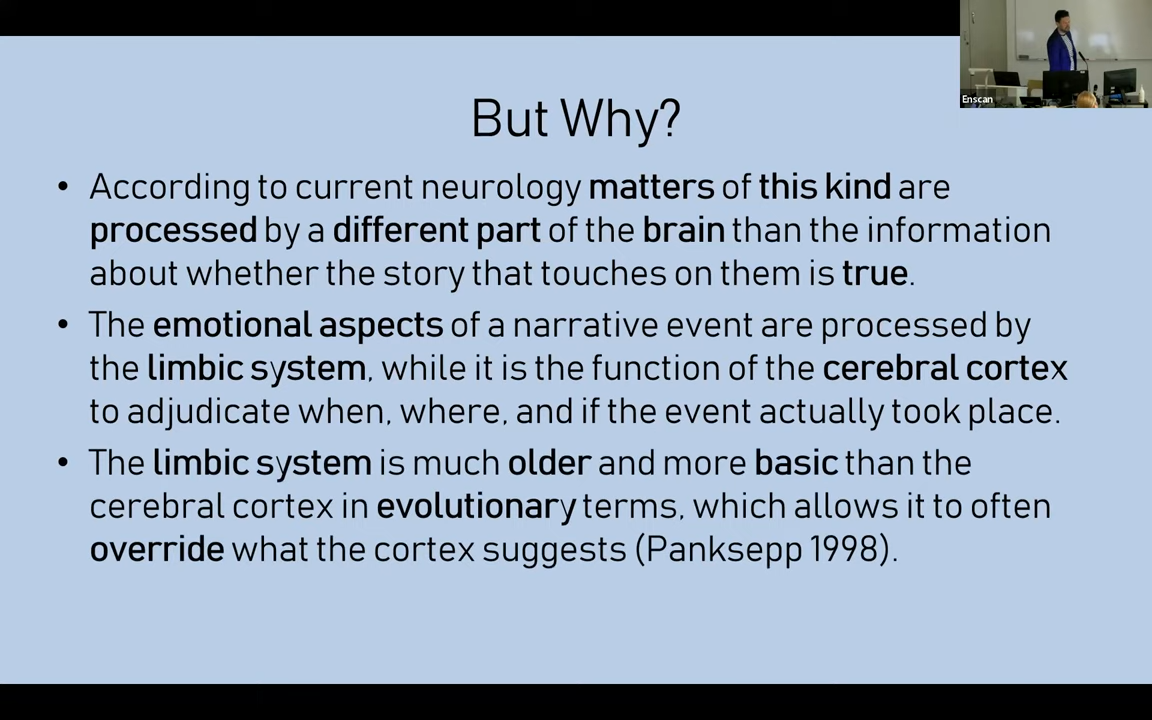 Enscan
But Why?
• According to current neurology matters of this kind are
processed by a different part of the brain than the information
about whether the story that touches on them is true.
• The emotional aspects of a narrative event are processed by
the limbic system, while it is the function of the cerebral cortex
to adjudicate when, where, and if the event actually took place.
• The limbic system is much older and more basic than the
cerebral cortex in evolutionary terms, which allows it to often
override what the cortex suggests (Panksepp 1998).